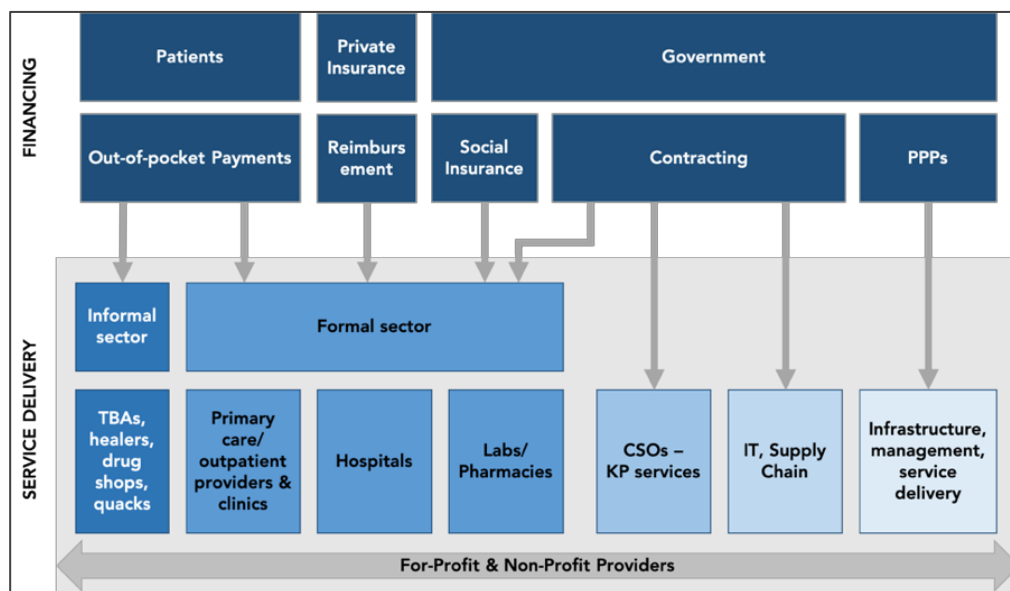 FINANCING
Patients
Private
Insurance
Government
Out-of-pocket Payments
Reimburs
ement
Social
Insurance
Contracting
PPPs
SERVICE DELIVERY
Informal
sector
Formal sector
TBAs,
healers,
drug
shops,
quacks
Primary
care/
outpatient
providers &
clinics
Hospitals
Labs/
Pharmacies
CSOs –
KP services
IT, Supply
Chain
Infrastructure,
management,
service
delivery
For-Profit & Non-Profit Providers